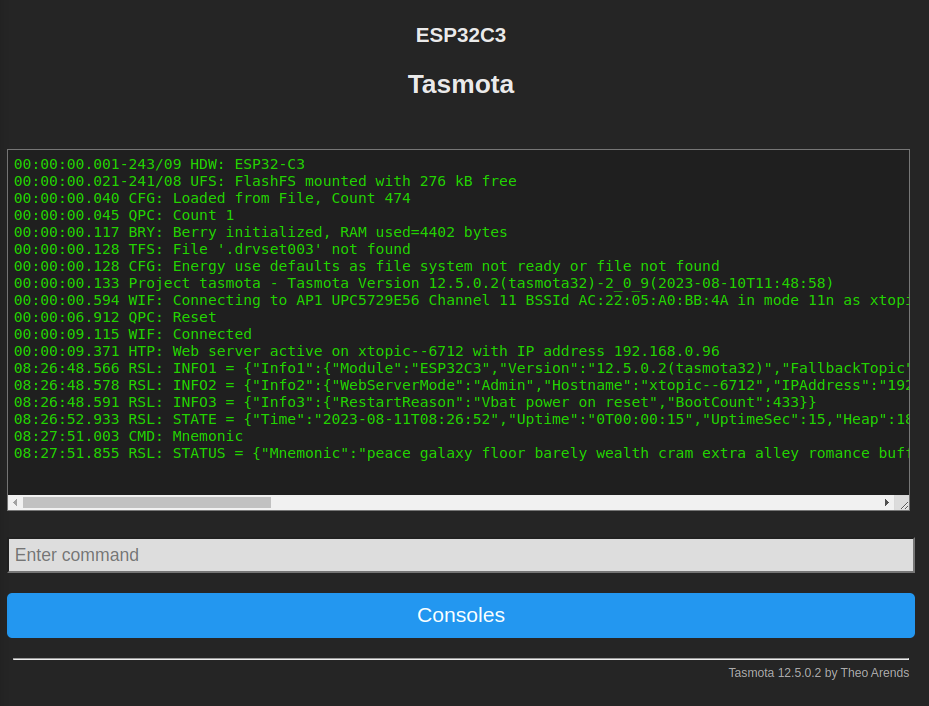 ESP32C3
Tasmota
00:00:00.001-243/09 HDW: ESP32-C3
00:00:00.021-241/08 UFS: FlashFS mounted with 276 kB free
00:00:00.040 CFG: Loaded from File, Count 474
00:00:00.045 QPC: Count 1
00:00:00.117 BRY: Berry initialized, RAM used=4402 bytes
00:00:00.128 TFS: File '.drvset003' not found
00:00:00.128 CFG: Energy use defaults as file system not ready or file not found
00:00:00.133 Project tasmota - Tasmota Version 12.5.0.2(tasmota32)-2_0_9(2023-08-10T11:48:58)
00:00:00.594 WIF: Connecting to AP1 UPC5729E56 Channel 11 BSSId AC:22:05:A0:BB:4A in mode 11n as xtopi
00:00:06.912 QPC: Reset
00:00:09.115 WIF: Connected
00:00:09.371 HTP: Web server active on xtopic--6712 with IP address 192.168.0.96
08:26:48.566 RSL: INFO1 = {"Info1":{"Module":"ESP32C3","Version":"12.5.0.2(tasmota32)","FallbackTopic"
08:26:48.578 RSL: INFO2 = {"Info2":{"WebServerMode":"Admin","Hostname":"xtopic--6712","IPAddress":"192
08:26:48.591 RSL: INFO3 = {"Info3":{"RestartReason":"Vbat power on reset","BootCount":433}}
08:26:52.933 RSL: STATE = {"Time":"2023-08-11T08:26:52","Uptime":"0T00:00:15","UptimeSec":15,"Heap":18
08:27:51.003 CMD: Mnemonic
08:27:51.855 RSL: STATUS = {"Mnemonic":"peace galaxy floor barely wealth cram extra alley romance buff
Enter command
Consoles
Tasmota 12.5.0.2 by Theo Arends